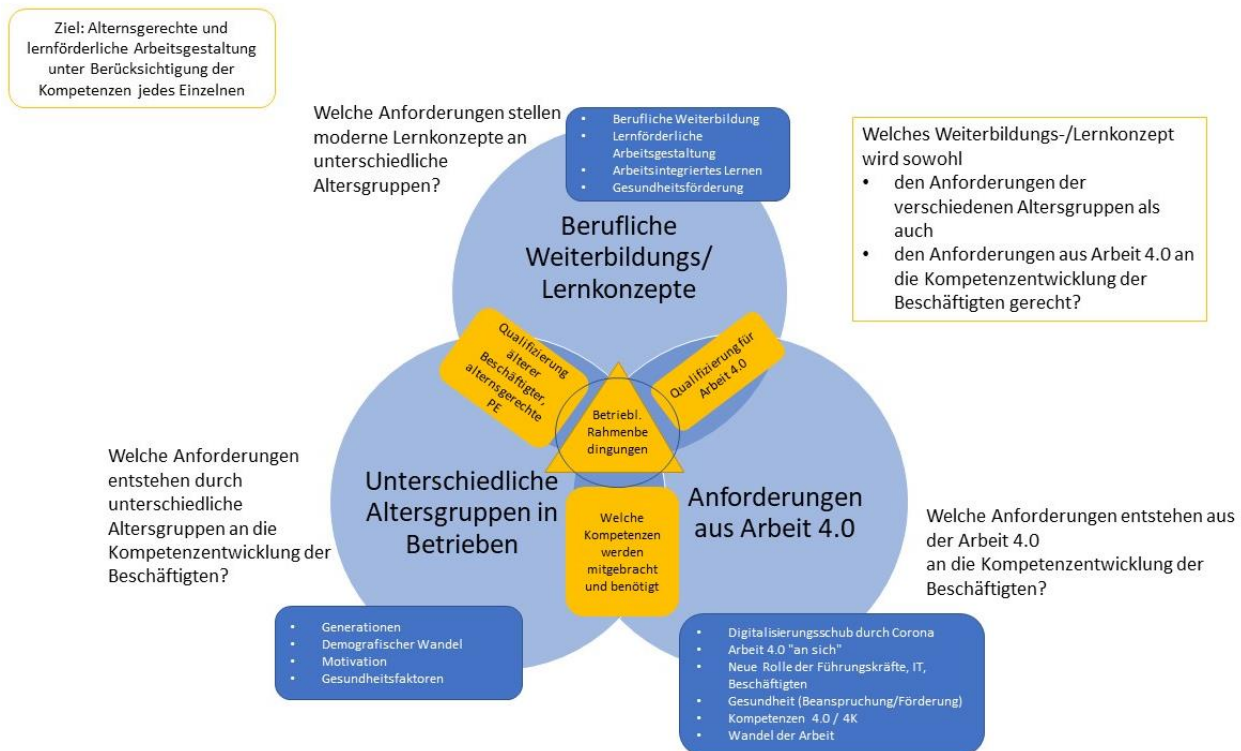 Ziel: Alternsgerechte und
lernförderliche Arbeitsgestaltung
unter Berücksichtigung der
Kompetenzen jedes Einzelnen
Welche Anforderungen stellen
moderne Lernkonzepte an
unterschiedliche
Altersgruppen?
• Berufliche Weiterbildung
• Lernförderliche
Arbeitsgestaltung
• Arbeitsintegriertes Lernen
• Gesundheitsförderung
Welches Weiterbildungs-/Lernkonzept
wird sowohl
• den Anforderungen der
verschiedenen Altersgruppen als
auch
• den Anforderungen aus Arbeit 4.0 an
die Kompetenzentwicklung der
Beschäftigten gerecht?
Berufliche
Weiterbildungs/
Lernkonzepte
Qualifizierung
älterer
Beschäftigter,
alternsgerechte
PE
Qualifizierung für
Arbeit 4.0
Betriebl.
Rahmenbe
dingungen
Welche Anforderungen
entstehen durch
unterschiedliche
Altersgruppen an die
Kompetenzentwicklung der
Beschäftigten?
Unterschiedliche
Altersgruppen in
Betrieben
Welche
Kompetenzen
werden
mitgebracht
und benötigt
Anforderungen
aus Arbeit 4.0
Welche Anforderungen entstehen aus
der Arbeit 4.0
an die Kompetenzentwicklung der
Beschäftigten?
• Generationen
• Demografischer Wandel
• Motivation
• Gesundheitsfaktoren
• Digitalisierungsschub durch Corona
• Arbeit 4.0 "an sich"
• Neue Rolle der Führungskräfte, IT,
Beschäftigten
• Gesundheit (Beanspruchung/Förderung)
• Kompetenzen 4.0 / 4K
• Wandel der Arbeit